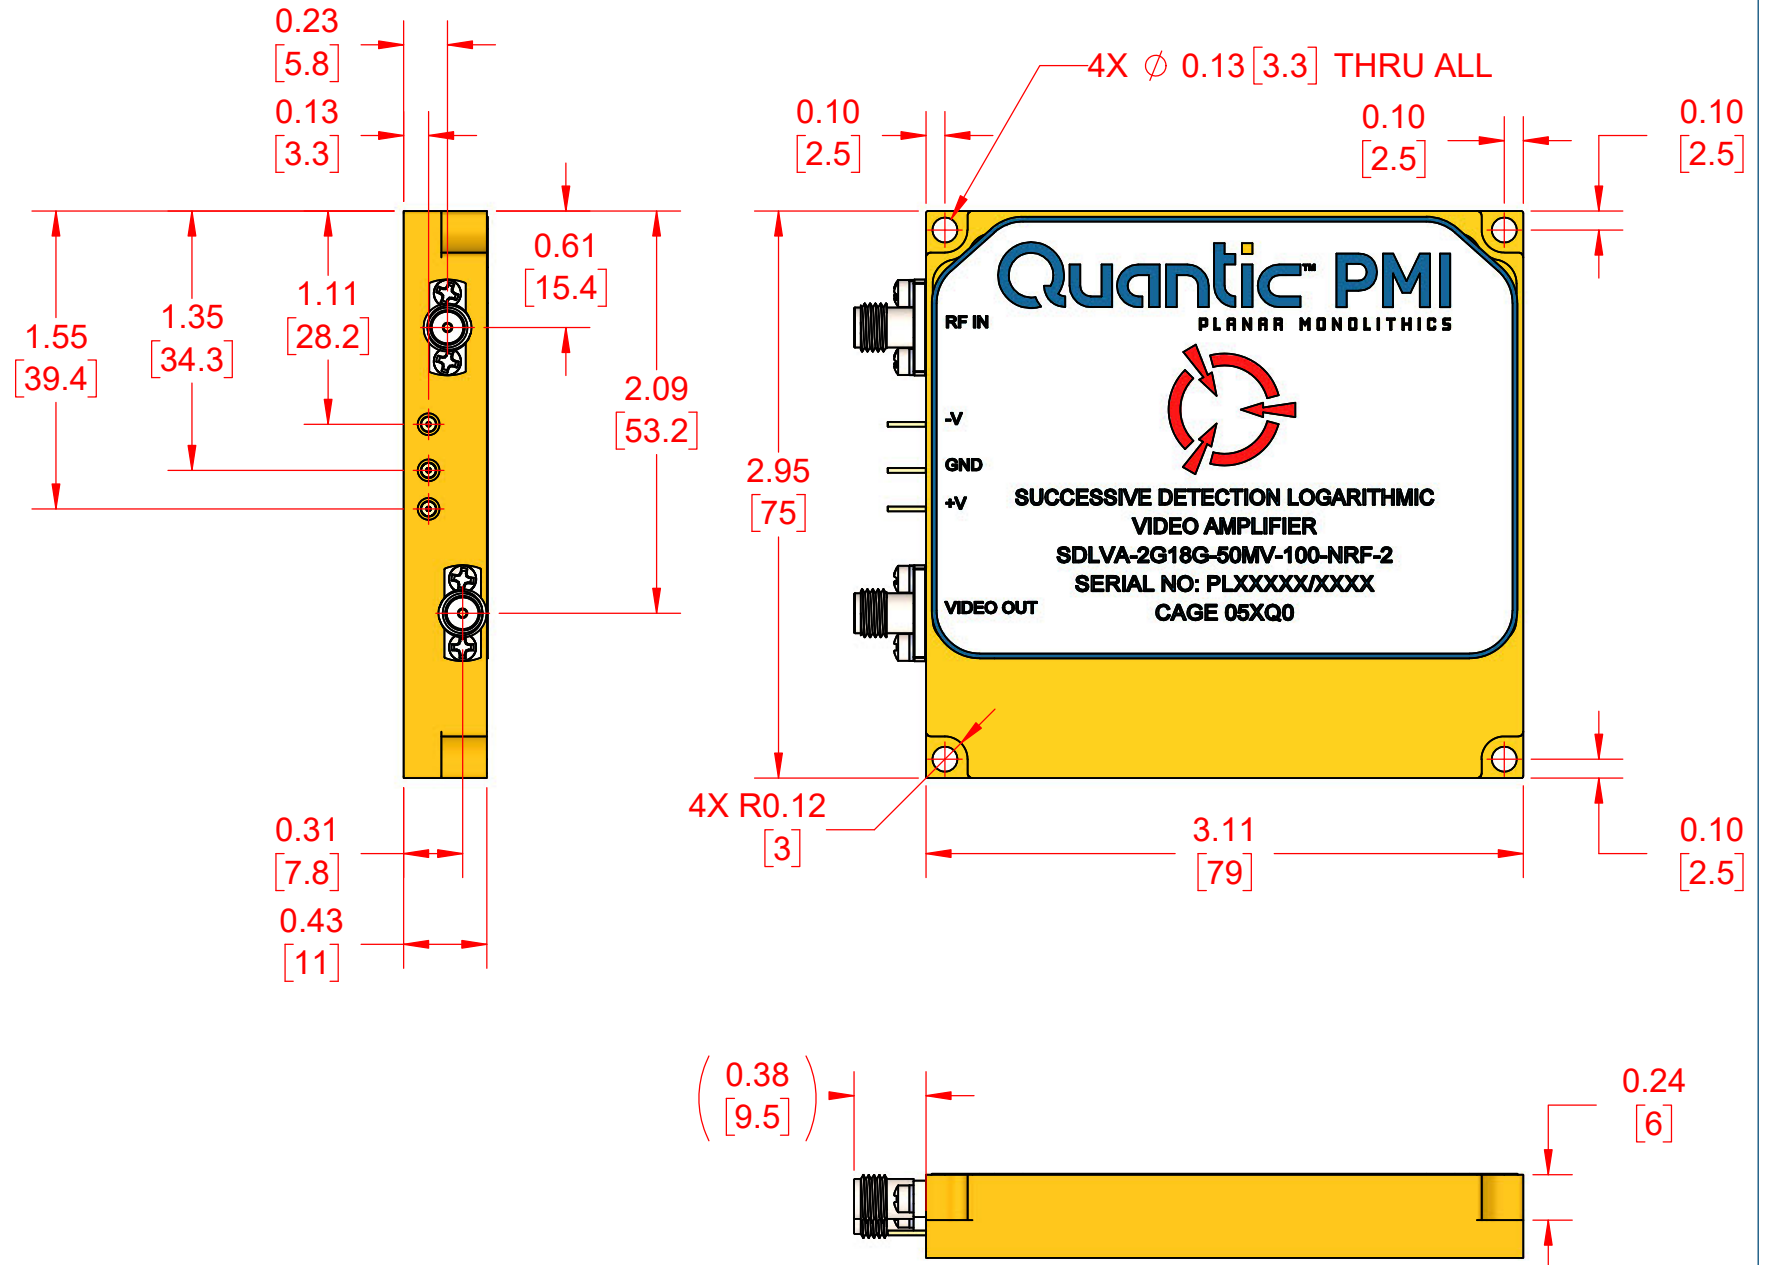 0.23
[5.8]
0.13
[3.3]
4X ∅ 0.13 [3.3] THRU ALL
0.10
[2.5]
0.10
[2.5]
0.10
[2.5]
0.61
[15.4]
1.11
[28.2]
1.35
[34.3]
1.55
[39.4]
2.09
[53.2]
2.95
[75]
Quantic™ PMI
PLANAR MONOLITHICS
RF IN
-V
GND
+V
VIDEO OUT
SUCCESSIVE DETECTION LOGARITHMIC
VIDEO AMPLIFIER
SDLVA-2G18G-50MV-100-NRF-2
SERIAL NO: PLXXXXX/XXXX
CAGE 05XQ0
4X R0.12
[3]
3.11
[79]
0.10
[2.5]
0.31
[7.8]
0.43
[11]
(0.38
[9.5])
0.24
[6]